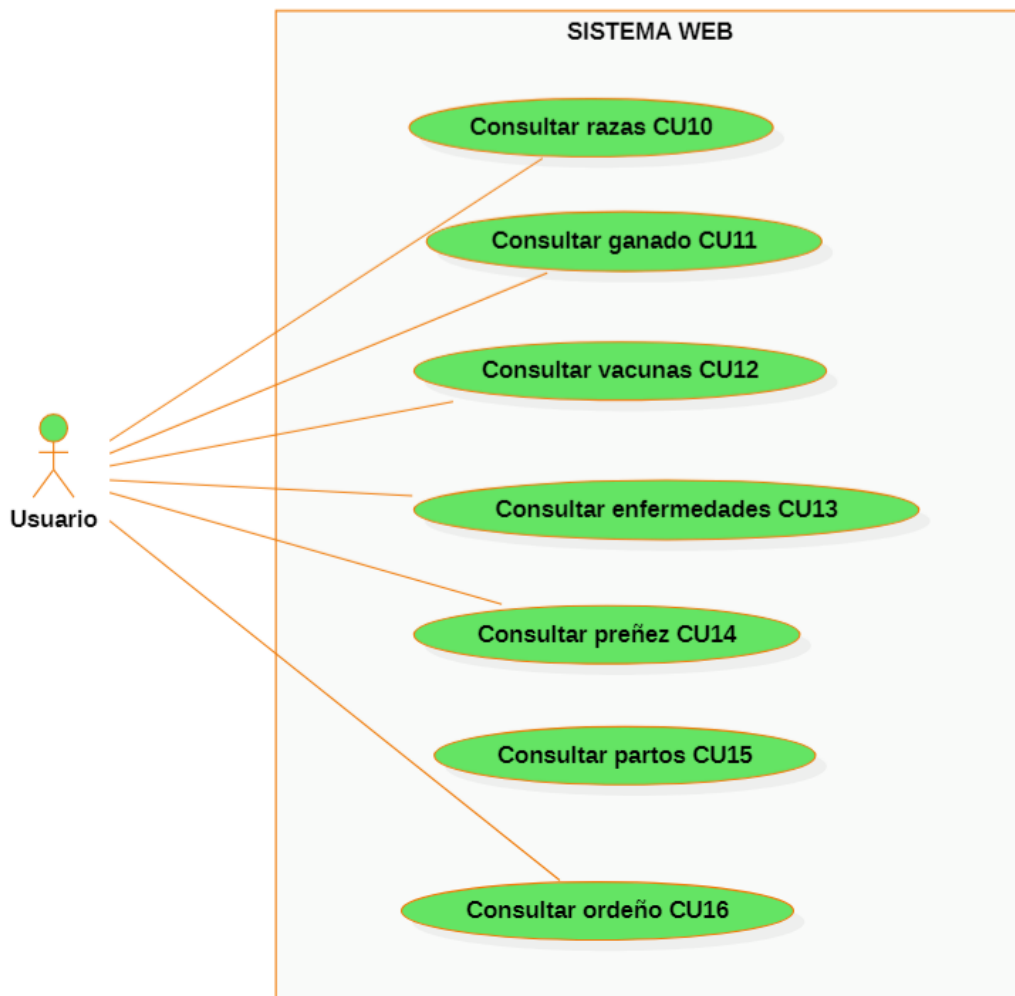 SISTEMA WEB
Consultar razas CU10
Consultar ganado CU11
Consultar vacunas CU12
Consultar enfermedades CU13
Usuario
Consultar preñez CU14
Consultar partos CU15
Consultar ordeño CU16